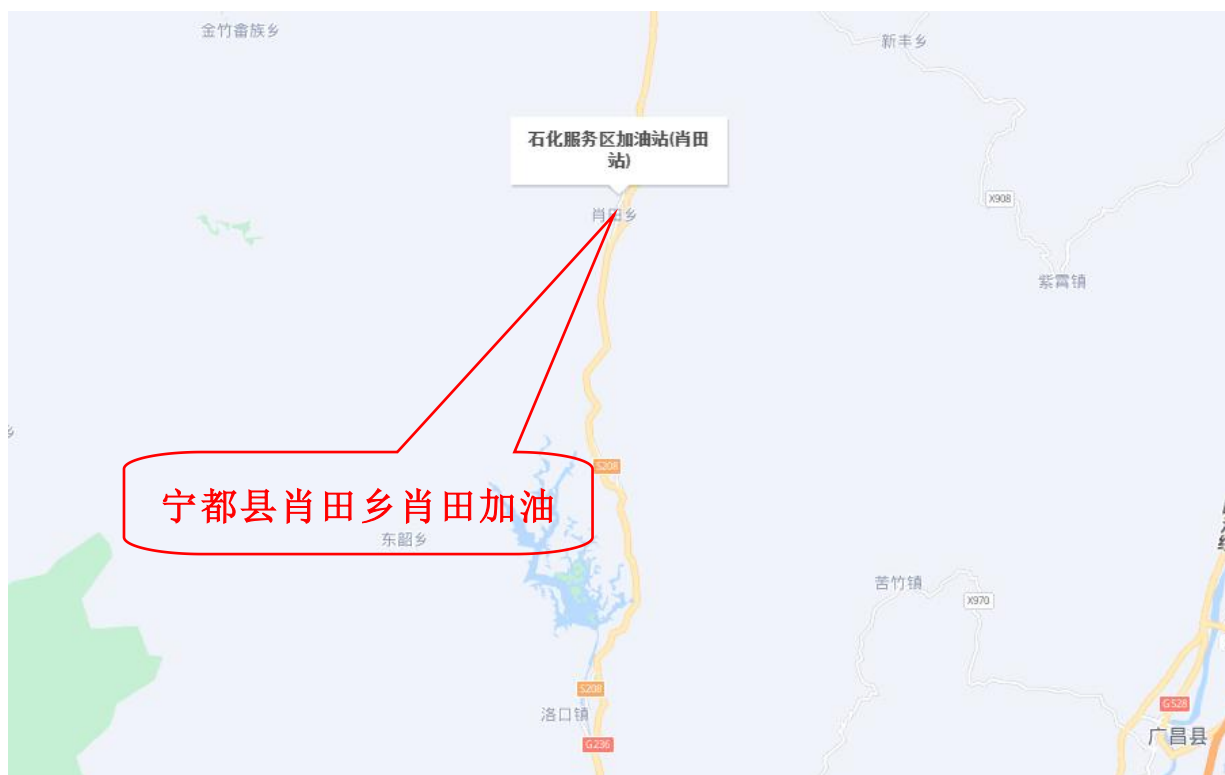 金竹畲族乡
新丰乡
石化服务区加油站(肖田
站)
X908
肖田乡
紫霄镇
乡
S208
宁都县肖田乡肖田加油
东韶乡
苦竹镇
X970
S208
洛口镇
G528
广昌县
G236